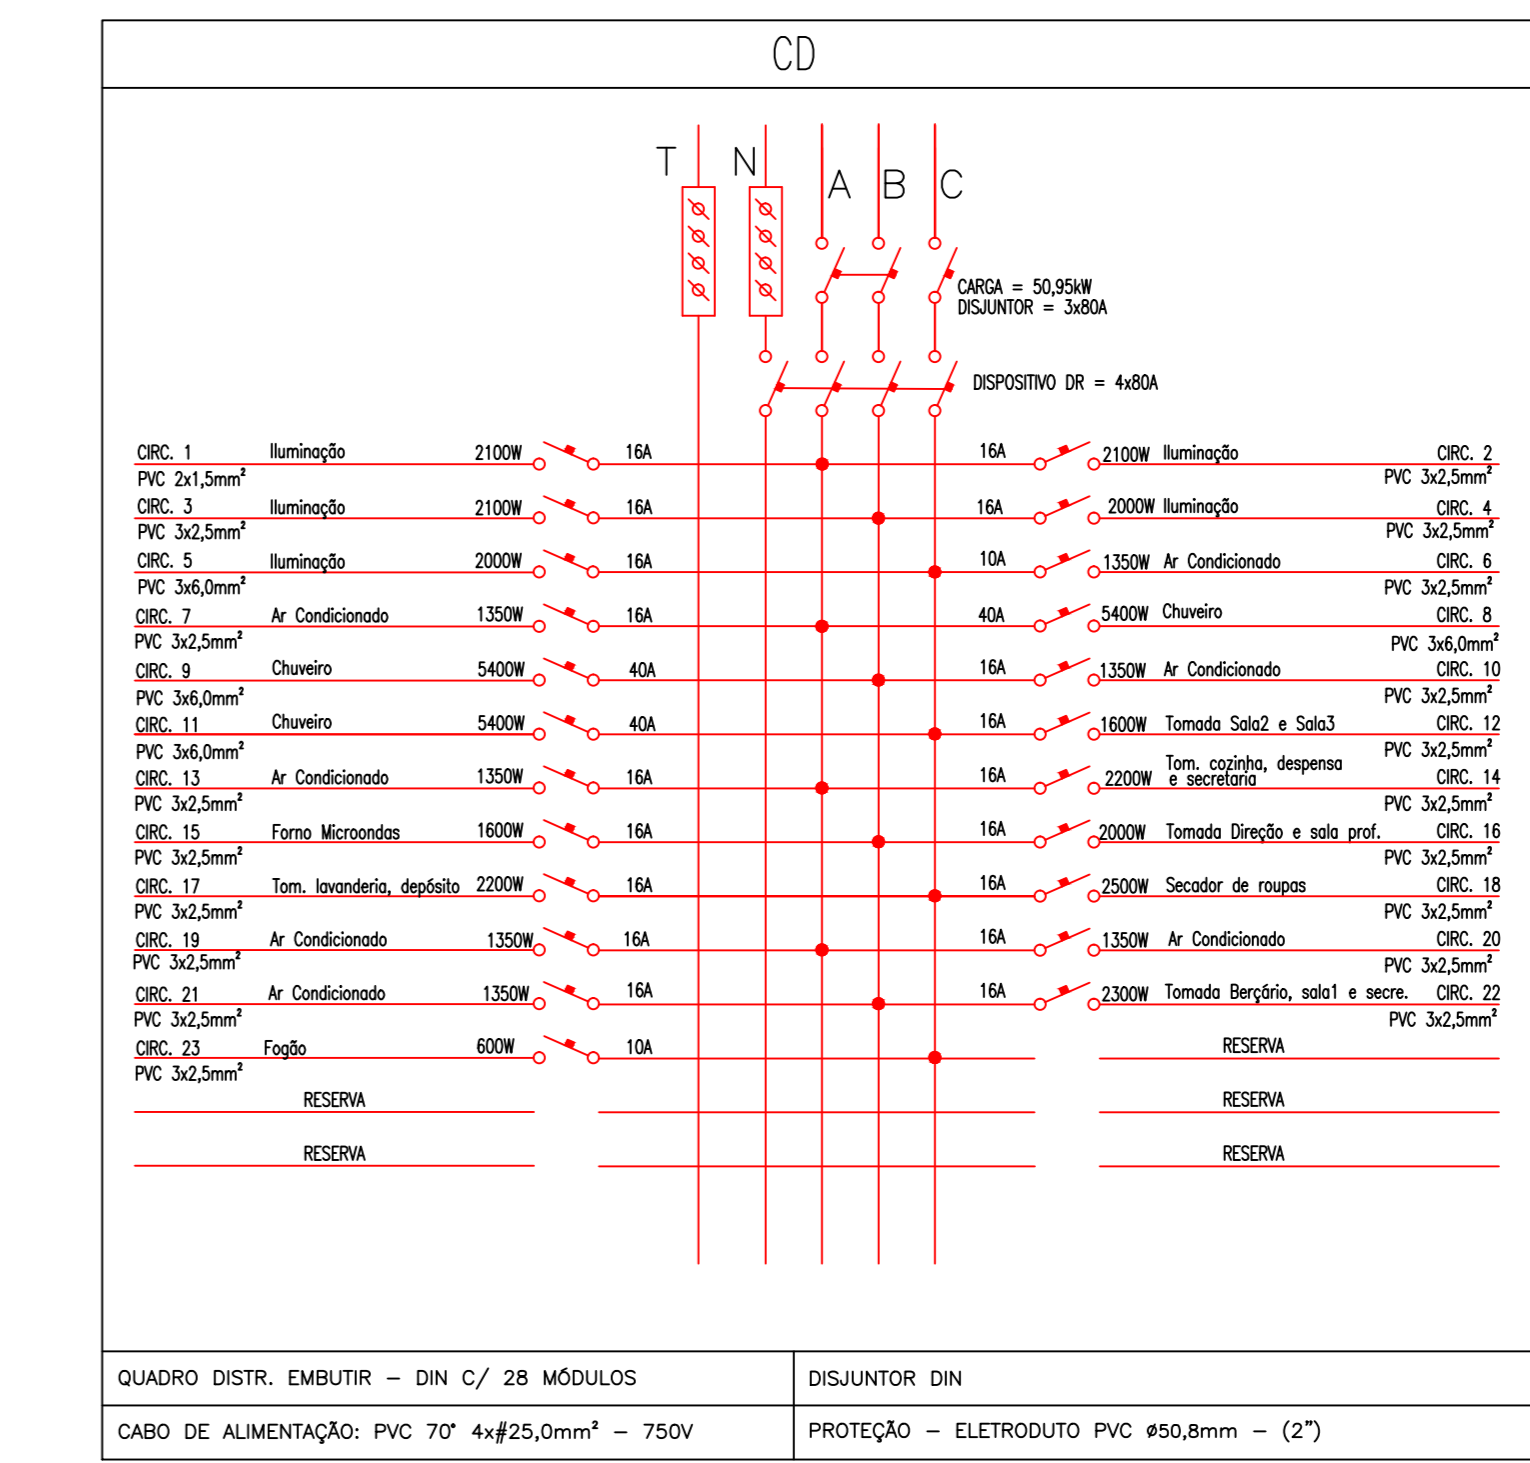 CD
T
N
A
B
C
CARGA = 50,95kW
DISJUNTOR = 3x80A
DISPOSITIVO DR = 4x80A
CIRC. 1 Iluminação 2100W 16A 16A 2100W Iluminação CIRC. 2
PVC 2x1,5mm² PVC 3x2,5mm²
CIRC. 3 Iluminação 2100W 16A 16A 2000W Iluminação CIRC. 4
PVC 3x2,5mm² PVC 3x2,5mm²
CIRC. 5 Iluminação 2000W 16A 10A 1350W Ar Condicionado CIRC. 6
PVC 3x6,0mm² PVC 3x2,5mm²
CIRC. 7 Ar Condicionado 1350W 16A 40A 5400W Chuveiro CIRC. 8
PVC 3x2,5mm² PVC 3x6,0mm²
CIRC. 9 Chuveiro 5400W 40A 16A 1350W Ar Condicionado CIRC. 10
PVC 3x6,0mm² PVC 3x2,5mm²
CIRC. 11 Chuveiro 5400W 40A 16A 1600W Tomada Sala2 e Sala3 CIRC. 12
PVC 3x6,0mm² PVC 3x2,5mm²
CIRC. 13 Ar Condicionado 1350W 16A 16A 2200W Tom. cozinha, despensa
e secretaria CIRC. 14
PVC 3x2,5mm² PVC 3x2,5mm²
CIRC. 15 Forno Microondas 1600W 16A 16A 2000W Tomada Direção e sala prof. CIRC. 16
PVC 3x2,5mm² PVC 3x2,5mm²
CIRC. 17 Tom. lavanderia, depósito 2200W 16A 16A 2500W Secador de roupas CIRC. 18
PVC 3x2,5mm² PVC 3x2,5mm²
CIRC. 19 Ar Condicionado 1350W 16A 16A 1350W Ar Condicionado CIRC. 20
PVC 3x2,5mm² PVC 3x2,5mm²
CIRC. 21 Ar Condicionado 1350W 16A 16A 2300W Tomada Berçário, sala1 e secre. CIRC. 22
PVC 3x2,5mm² PVC 3x2,5mm²
CIRC. 23 Fogão 600W 10A RESERVA
PVC 3x2,5mm²
RESERVA RESERVA
RESERVA RESERVA
QUADRO DISTR. EMBUTIR – DIN C/ 28 MÓDULOS
DISJUNTOR DIN
CABO DE ALIMENTAÇÃO: PVC 70° 4x#25,0mm² – 750V
PROTEÇÃO – ELETRODUTO PVC ø50,8mm – (2")